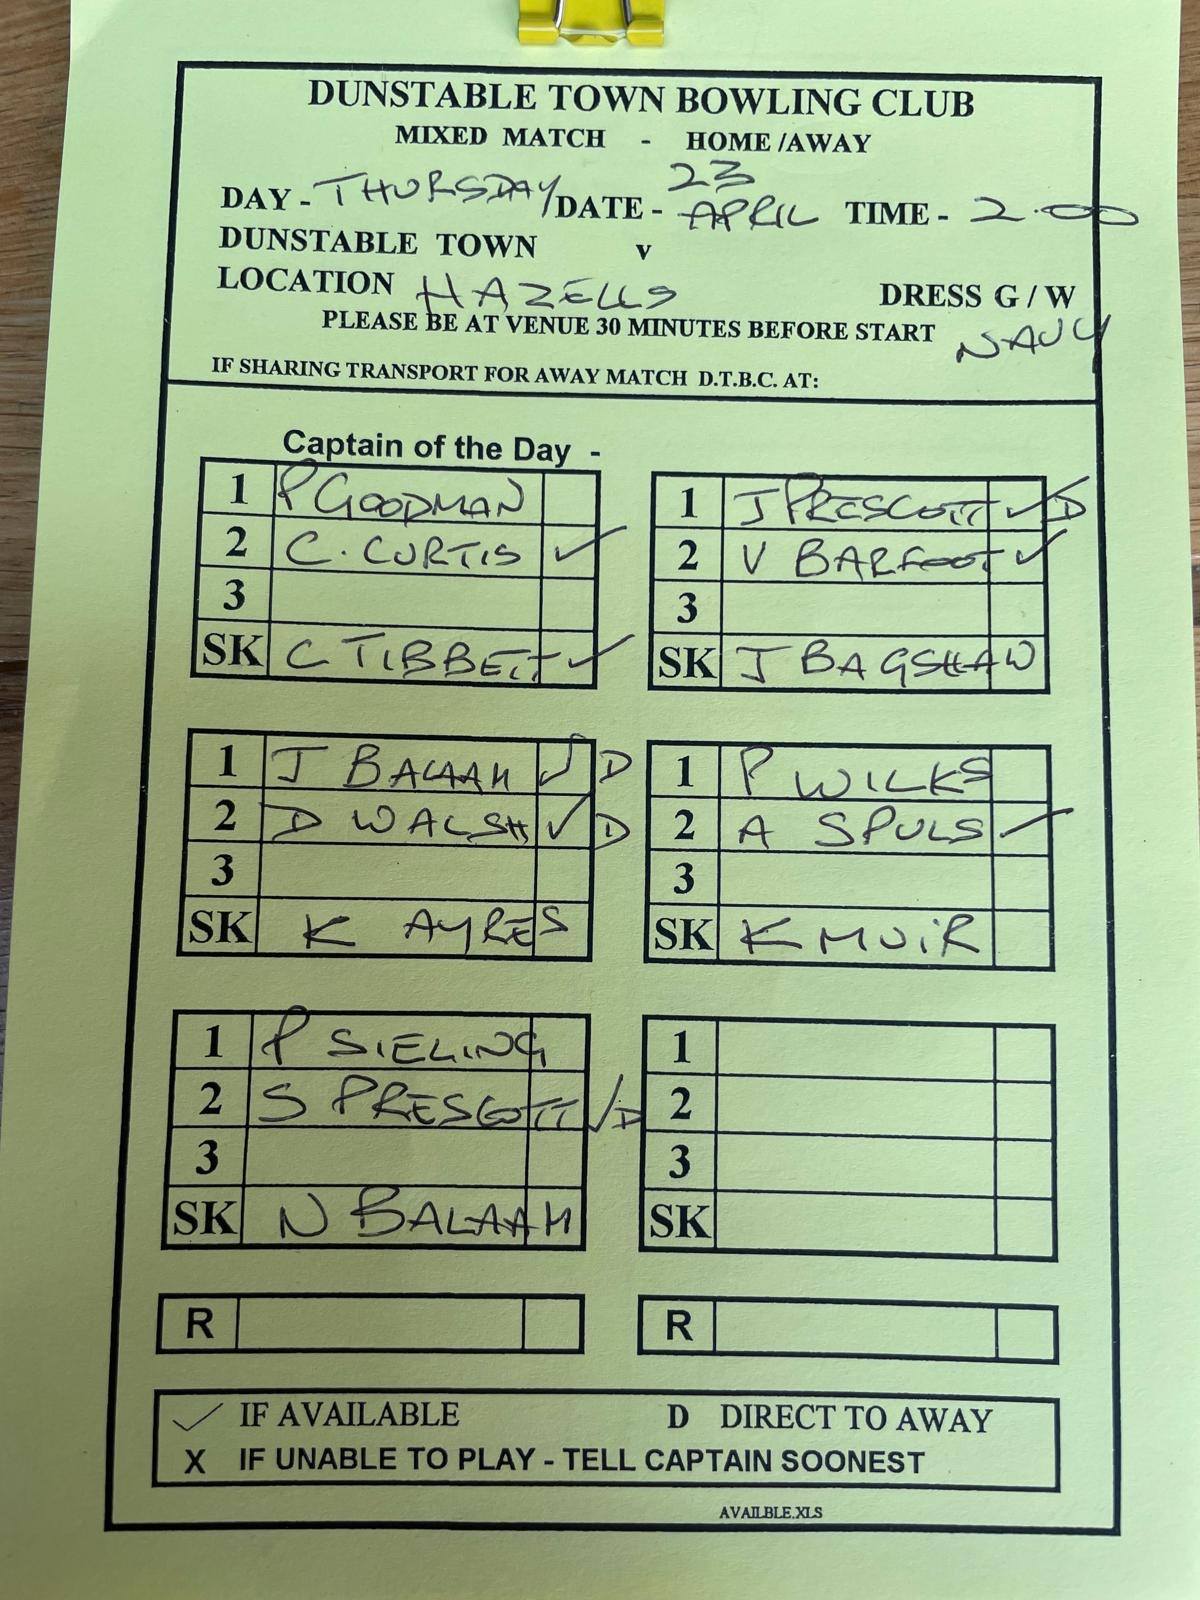 DUNSTABLE TOWN BOWLING CLUB
MIXED MATCH - HOME /AWAY
DAY - THURSDAY DATE - 23 APRIL TIME - 2.00
DUNSTABLE TOWN v
LOCATION HAZELLS DRESS G / W
PLEASE BE AT VENUE 30 MINUTES BEFORE START NAVY
IF SHARING TRANSPORT FOR AWAY MATCH D.T.B.C. AT:
Captain of the Day -
1 P GOODMAN
2 C. CURTIS ✓
3
SK C TIBBETT ✓
1 J PRESCOTT ✓ D
2 V BARFOOT ✓
3
SK J BAGSHAW
1 J BALAAM ✓ D
2 D WALSH ✓ D
3
SK K AYRES
1 P WILKS
2 A SPULS ✓
3
SK K MUIR
1 P SIELING
2 S PRESCOTT ✓ D
3
SK N BALAAM
1
2
3
SK
R
R
✓ IF AVAILABLE D DIRECT TO AWAY
X IF UNABLE TO PLAY - TELL CAPTAIN SOONEST
AVAILBLE.XLS